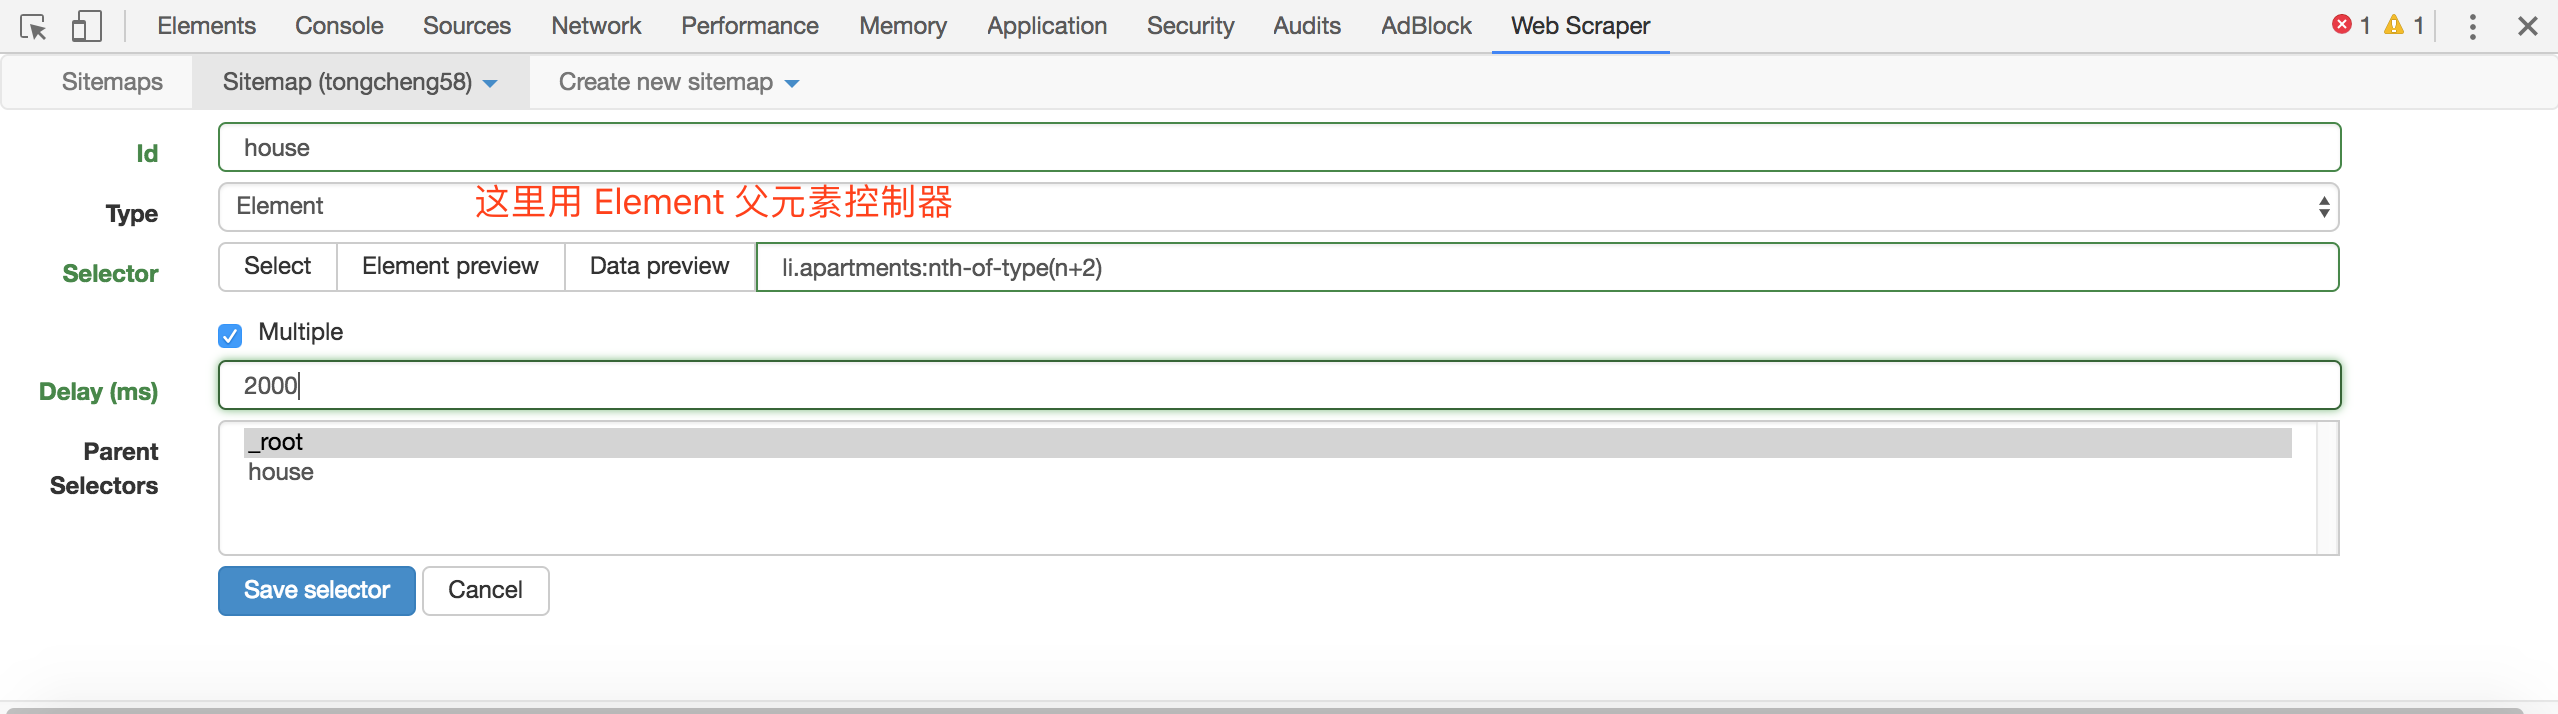 Elements Console Sources Network Performance Memory Application Security Audits AdBlock Web Scraper 1 1
Sitemaps Sitemap (tongcheng58) Create new sitemap
Id house
Type Element 这里用 Element 父元素控制器
Selector Select Element preview Data preview li.apartments:nth-of-type(n+2)
Multiple
Delay (ms) 2000
Parent Selectors _root
house
Save selector Cancel